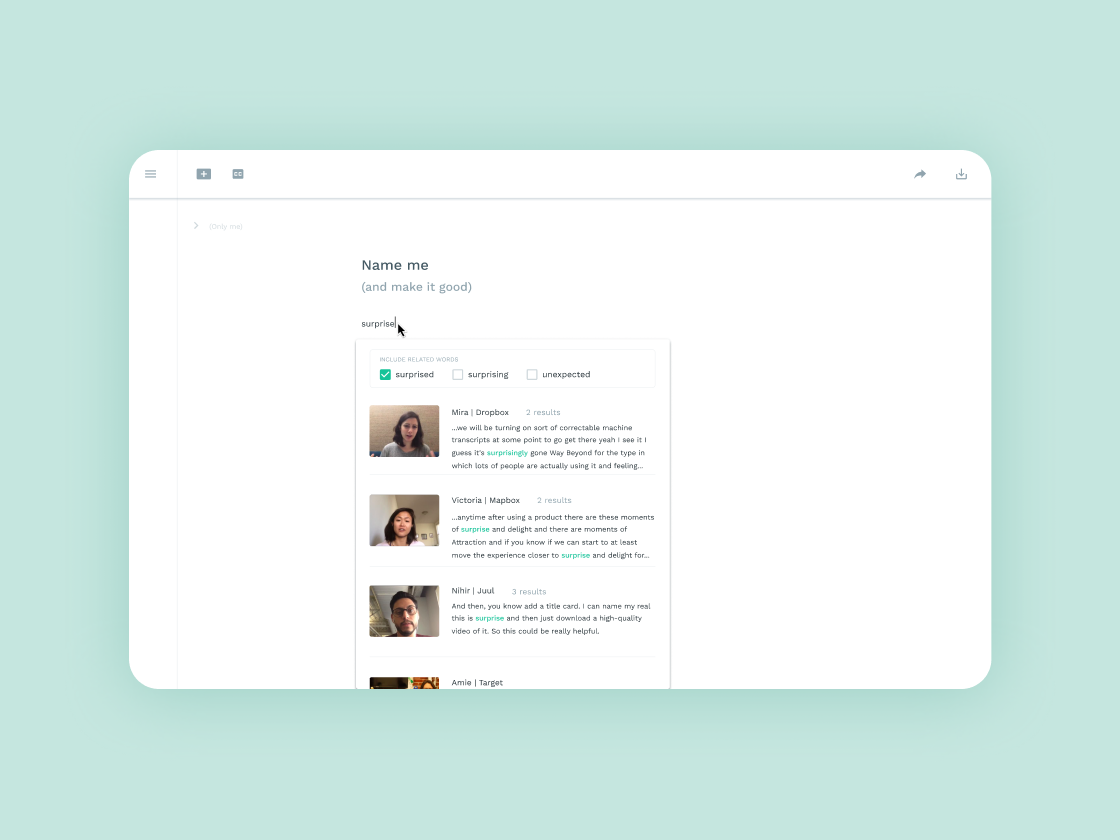 CC
(Only me)
Name me
(and make it good)
surprise
INCLUDE RELATED WORDS
surprised
surprising
unexpected
Mira | Dropbox 2 results
...we will be turning on sort of correctable machine
transcripts at some point to go get there yeah I see it I
guess it's surprisingly gone Way Beyond for the type in
which lots of people are actually using it and feeling...
Victoria | Mapbox 2 results
...anytime after using a product there are these moments
of surprise and delight and there are moments of
Attraction and if you know if we can start to at least
move the experience closer to surprise and delight for...
Nihir | Juul 3 results
And then, you know add a title card. I can name my real
this is surprise and then just download a high-quality
video of it. So this could be really helpful.
Amie | Target